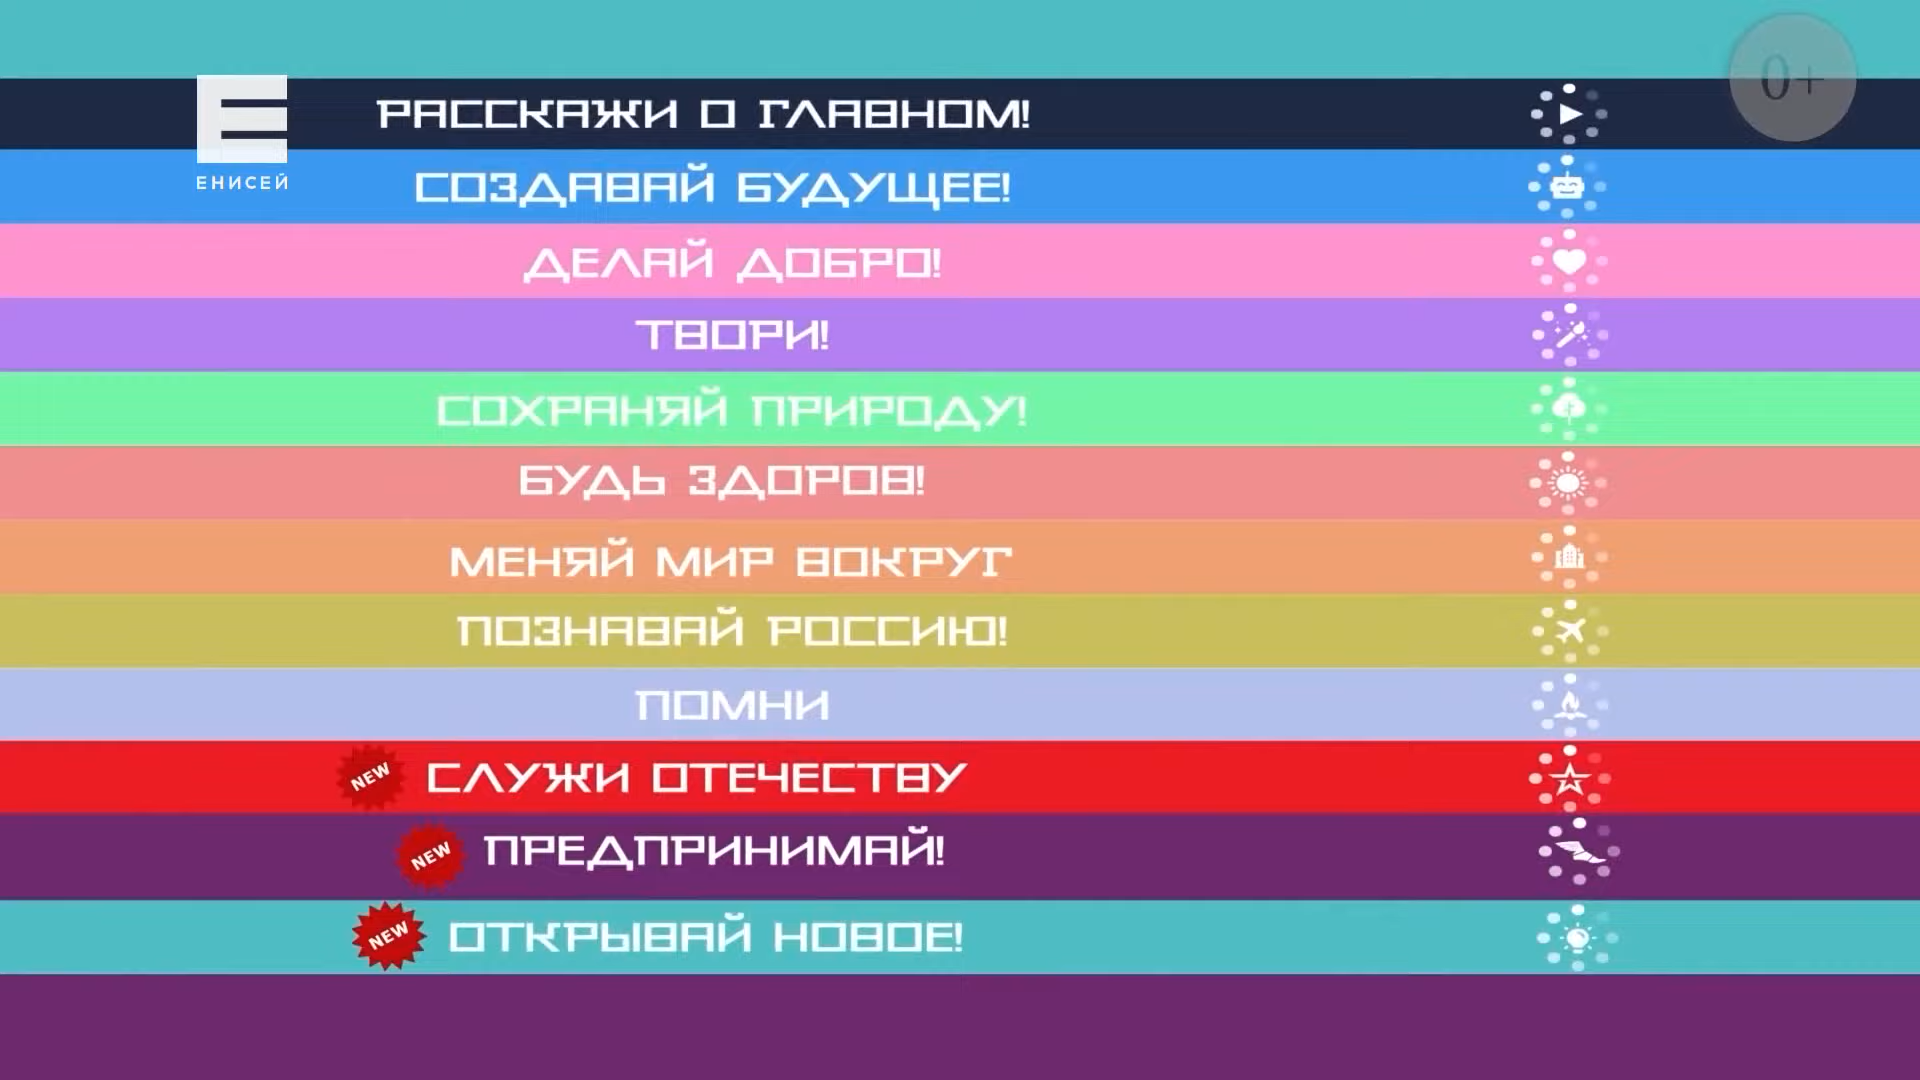 0+
РАССКАЖИ О ГЛАВНОМ!
ЕНИСЕЙ
СОЗДАВАЙ БУДУЩЕЕ!
ДЕЛАЙ ДОБРО!
ТВОРИ!
СОХРАНЯЙ ПРИРОДУ!
БУДЬ ЗДОРОВ!
МЕНЯЙ МИР ВОКРУГ
ПОЗНАВАЙ РОССИЮ!
ПОМНИ
NEW СЛУЖИ ОТЕЧЕСТВУ
NEW ПРЕДПРИНИМАЙ!
NEW ОТКРЫВАЙ НОВОЕ!